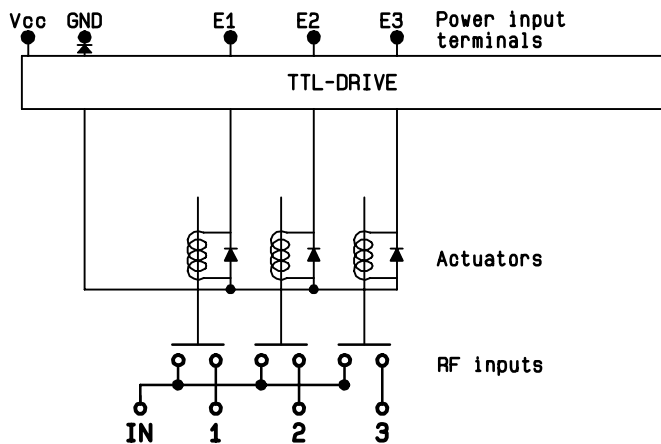 Vcc GND E1 E2 E3 Power input
terminals
TTL-DRIVE
Actuators
RF inputs
IN 1 2 3